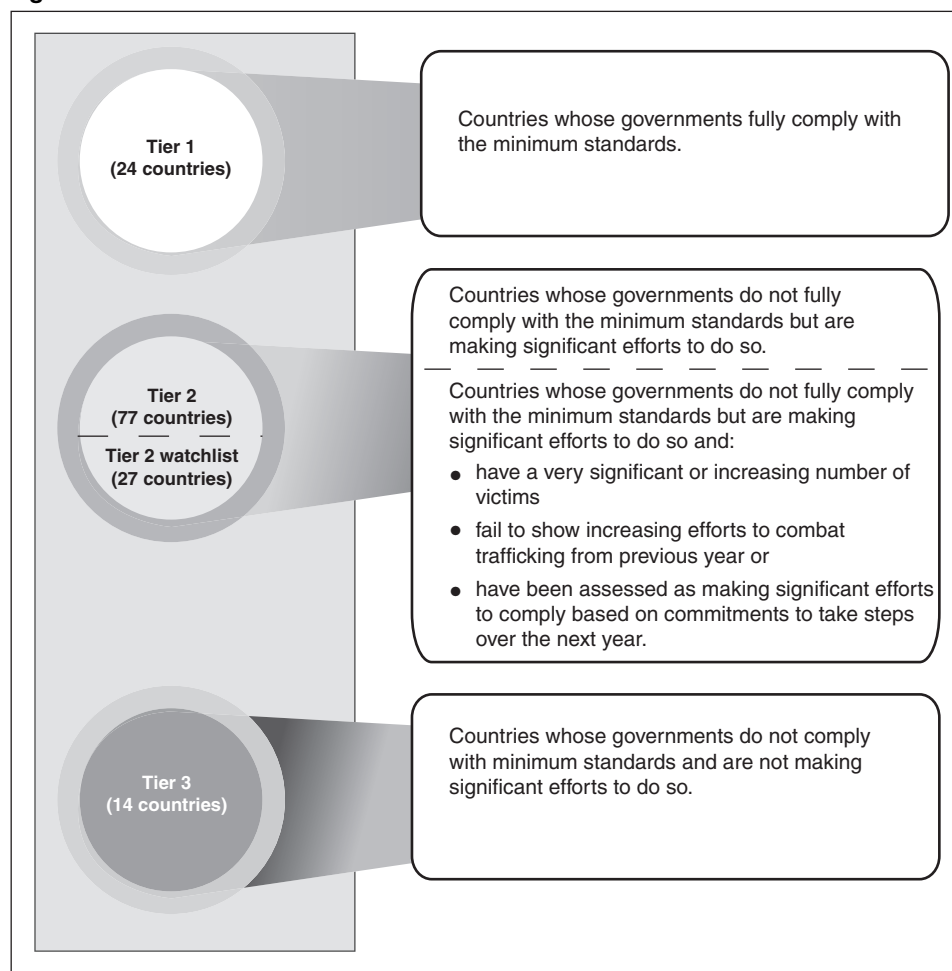 Tier 1
(24 countries)
Countries whose governments fully comply with
the minimum standards.
Tier 2
(77 countries)
Tier 2 watchlist
(27 countries)
Countries whose governments do not fully
comply with the minimum standards but are
making significant efforts to do so.
Countries whose governments do not fully comply
with the minimum standards but are making
significant efforts to do so and:
● have a very significant or increasing number of
victims
● fail to show increasing efforts to combat
trafficking from previous year or
● have been assessed as making significant efforts
to comply based on commitments to take steps
over the next year.
Tier 3
(14 countries)
Countries whose governments do not comply
with minimum standards and are not making
significant efforts to do so.